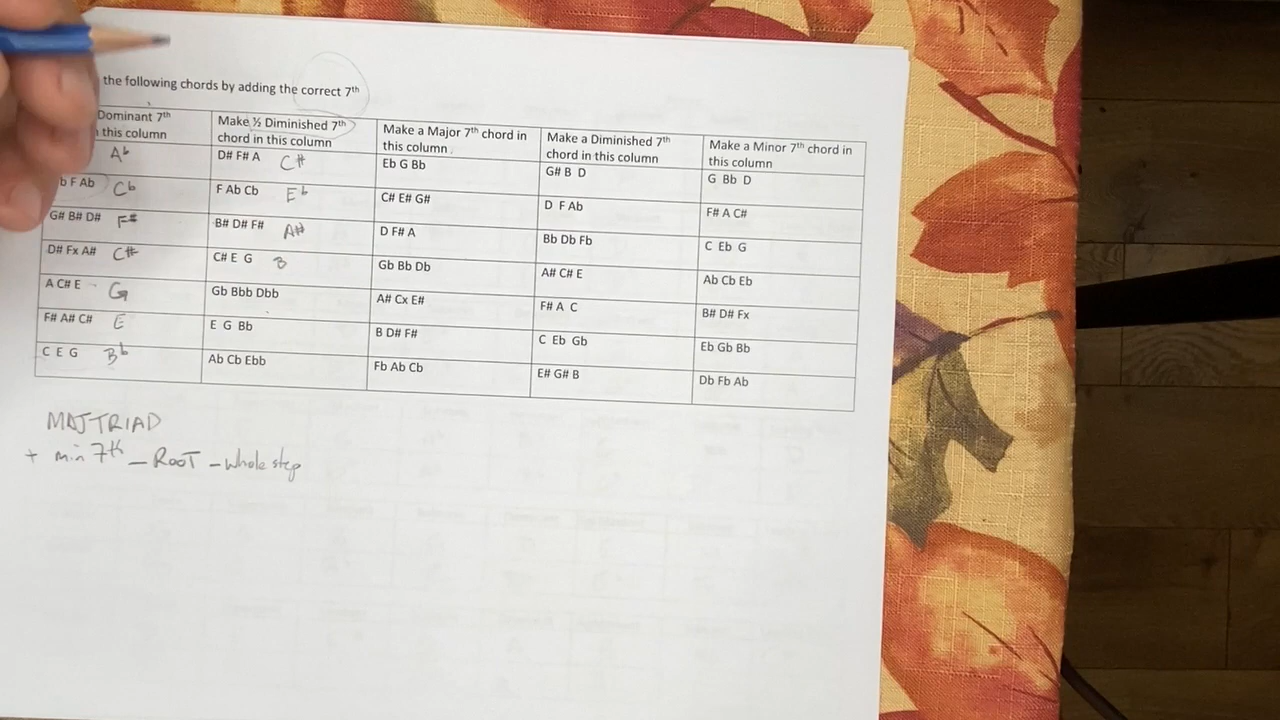 the following chords by adding the correct 7th
Dominant 7th this column Make ½ Diminished 7th chord in this column Make a Major 7th chord in this column Make a Diminished 7th chord in this column Make a Minor 7th chord in this column
Ab D# F# A C# Eb G Bb G# B D G Bb D
F Ab Cb F Ab Cb Eb C# E# G# D F Ab F# A C#
G# B# D# F# B# D# F# A# D F# A Bb Db Fb C Eb G
D# Fx A# C# C# E G B Gb Bb Db A# C# E Ab Cb Eb
A C# E G Gb Bbb Dbb A# Cx E# F# A C B# D# Fx
F# A# C# E E G Bb B D# F# C Eb Gb Eb Gb Bb
C E G Bb Ab Cb Ebb Fb Ab Cb E# G# B Db Fb Ab
MAJ TRIAD
+ min 7th – ROOT – whole step